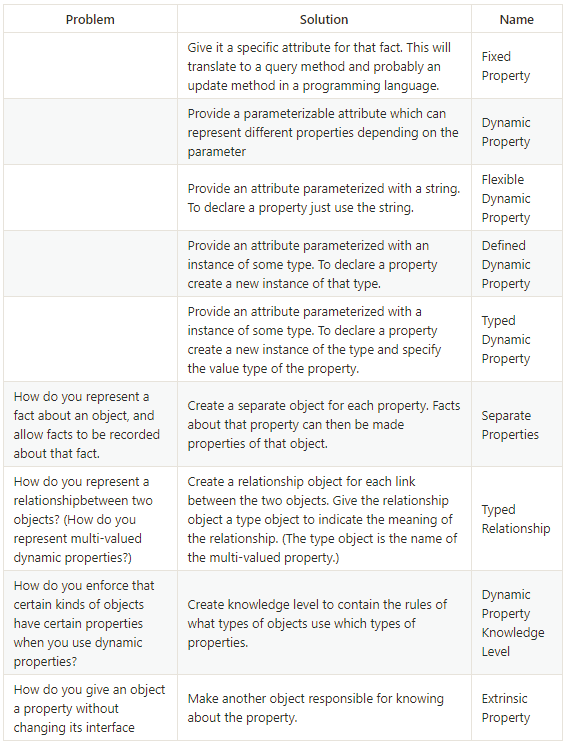 Problem Solution Name
Give it a specific attribute for that fact. This will
translate to a query method and probably an
update method in a programming language.
Fixed
Property
Provide a parameterizable attribute which can
represent different properties depending on the
parameter
Dynamic
Property
Provide an attribute parameterized with a string.
To declare a property just use the string.
Flexible
Dynamic
Property
Provide an attribute parameterized with an
instance of some type. To declare a property
create a new instance of that type.
Defined
Dynamic
Property
Provide an attribute parameterized with a
instance of some type. To declare a property
create a new instance of the type and specify
the value type of the property.
Typed
Dynamic
Property
How do you represent a
fact about an object, and
allow facts to be recorded
about that fact.
Create a separate object for each property. Facts
about that property can then be made
properties of that object.
Separate
Properties
How do you represent a
relationshipbetween two
objects? (How do you
represent multi-valued
dynamic properties?)
Create a relationship object for each link
between the two objects. Give the relationship
object a type object to indicate the meaning of
the relationship. (The type object is the name of
the multi-valued property.)
Typed
Relationship
How do you enforce that
certain kinds of objects
have certain properties
when you use dynamic
properties?
Create knowledge level to contain the rules of
what types of objects use which types of
properties.
Dynamic
Property
Knowledge
Level
How do you give an object
a property without
changing its interface
Make another object responsible for knowing
about the property.
Extrinsic
Property